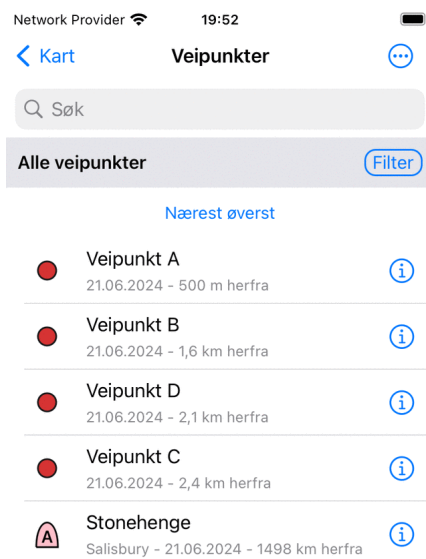 Network Provider 19:52
Kart Veipunkter
Søk
Alle veipunkter Filter
Nærest øverst
Veipunkt A
21.06.2024 - 500 m herfra
Veipunkt B
21.06.2024 - 1,6 km herfra
Veipunkt D
21.06.2024 - 2,1 km herfra
Veipunkt C
21.06.2024 - 2,4 km herfra
A Stonehenge
Salisbury - 21.06.2024 - 1498 km herfra